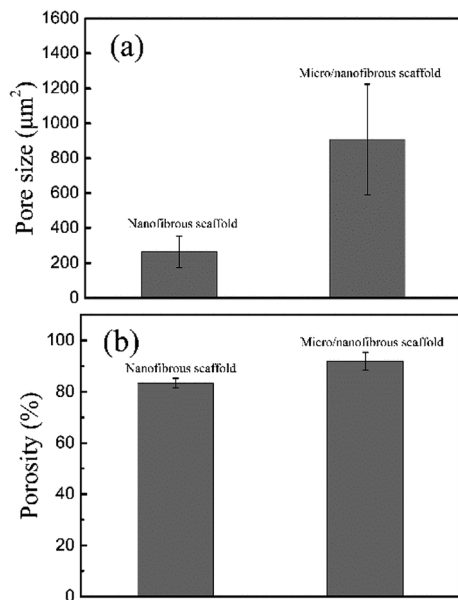 (a)
Pore size (μm²)
1600
1400
1200
1000
800
600
400
200
0
Nanofibrous scaffold
Micro/nanofibrous scaffold
(b)
Porosity (%)
100
80
60
40
20
0
Nanofibrous scaffold
Micro/nanofibrous scaffold